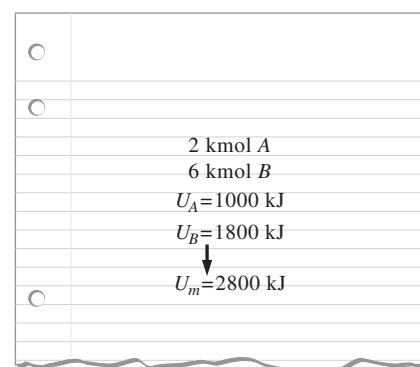 2 kmol A
6 kmol B
U_A=1000 kJ
U_B=1800 kJ
U_m=2800 kJ